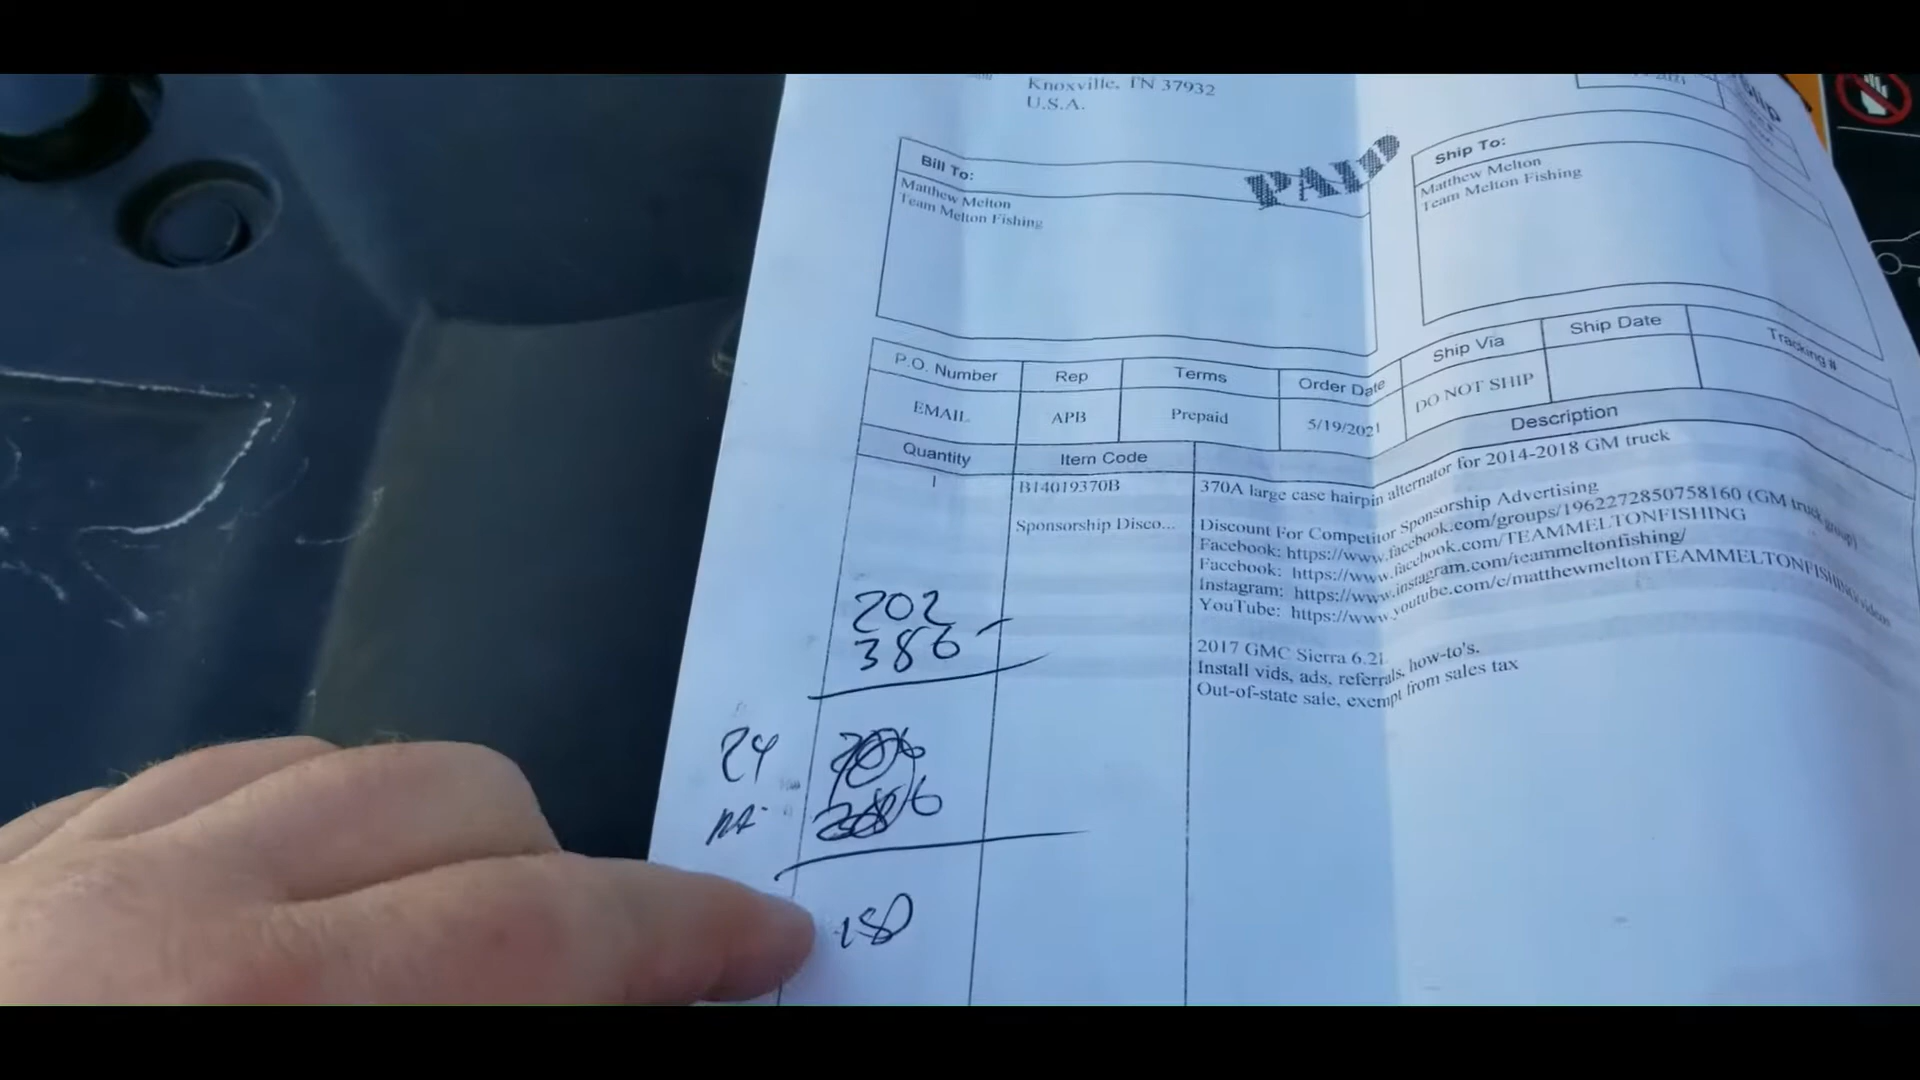 Knoxville, TN 37932
U.S.A.
Slip
Bill To:
PAID
Matthew Melton
Team Melton Fishing
Ship To:
Matthew Melton
Team Melton Fishing
P.O. Number Rep Terms Order Date Ship Via Ship Date Tracking #
EMAIL APB Prepaid 5/19/2021 DO NOT SHIP
Quantity Item Code Description
1 B14019370B 370A large case hairpin alternator for 2014-2018 GM truck
Sponsorship Disco... Discount For Competitor Sponsorship Advertising
Facebook: https://www.facebook.com/groups/1962272850758160 (GM truck group)
Facebook: https://www.facebook.com/TEAMMELTONFISHING
Instagram: https://www.instagram.com/teammeltonfishing/
YouTube: https://www.youtube.com/c/matthewmeltonTEAMMELTONFISHINGvideos
2017 GMC Sierra 6.2L
Install vids, ads, referrals, how-to's.
Out-of-state sale, exempt from sales tax
202
386
24
180